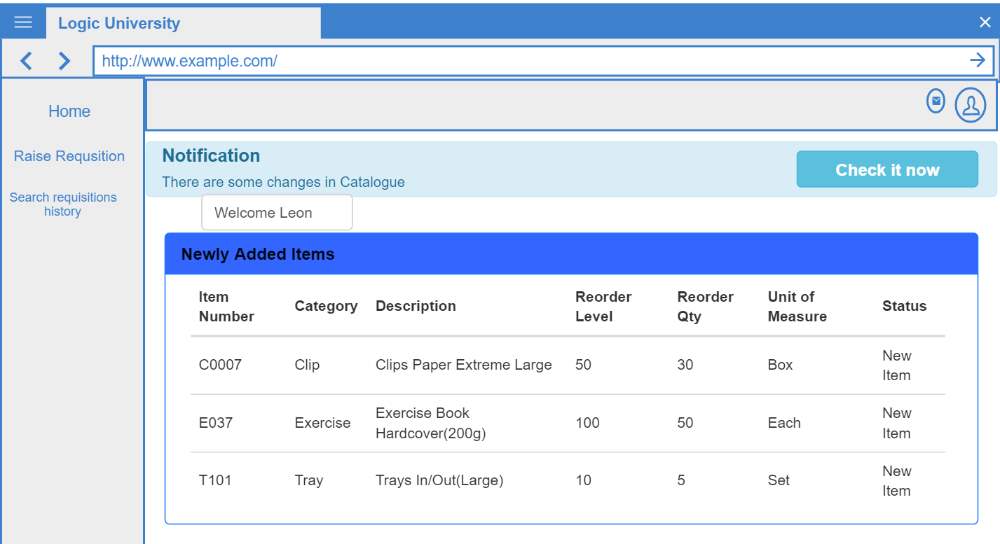 Logic University
http://www.example.com/
Home
Raise Requsition
Search requisitions
history
Notification
There are some changes in Catalogue
Check it now
Welcome Leon
Newly Added Items
Item Number Category Description Reorder Level Reorder Qty Unit of Measure Status
C0007 Clip Clips Paper Extreme Large 50 30 Box New Item
E037 Exercise Exercise Book Hardcover(200g) 100 50 Each New Item
T101 Tray Trays In/Out(Large) 10 5 Set New Item